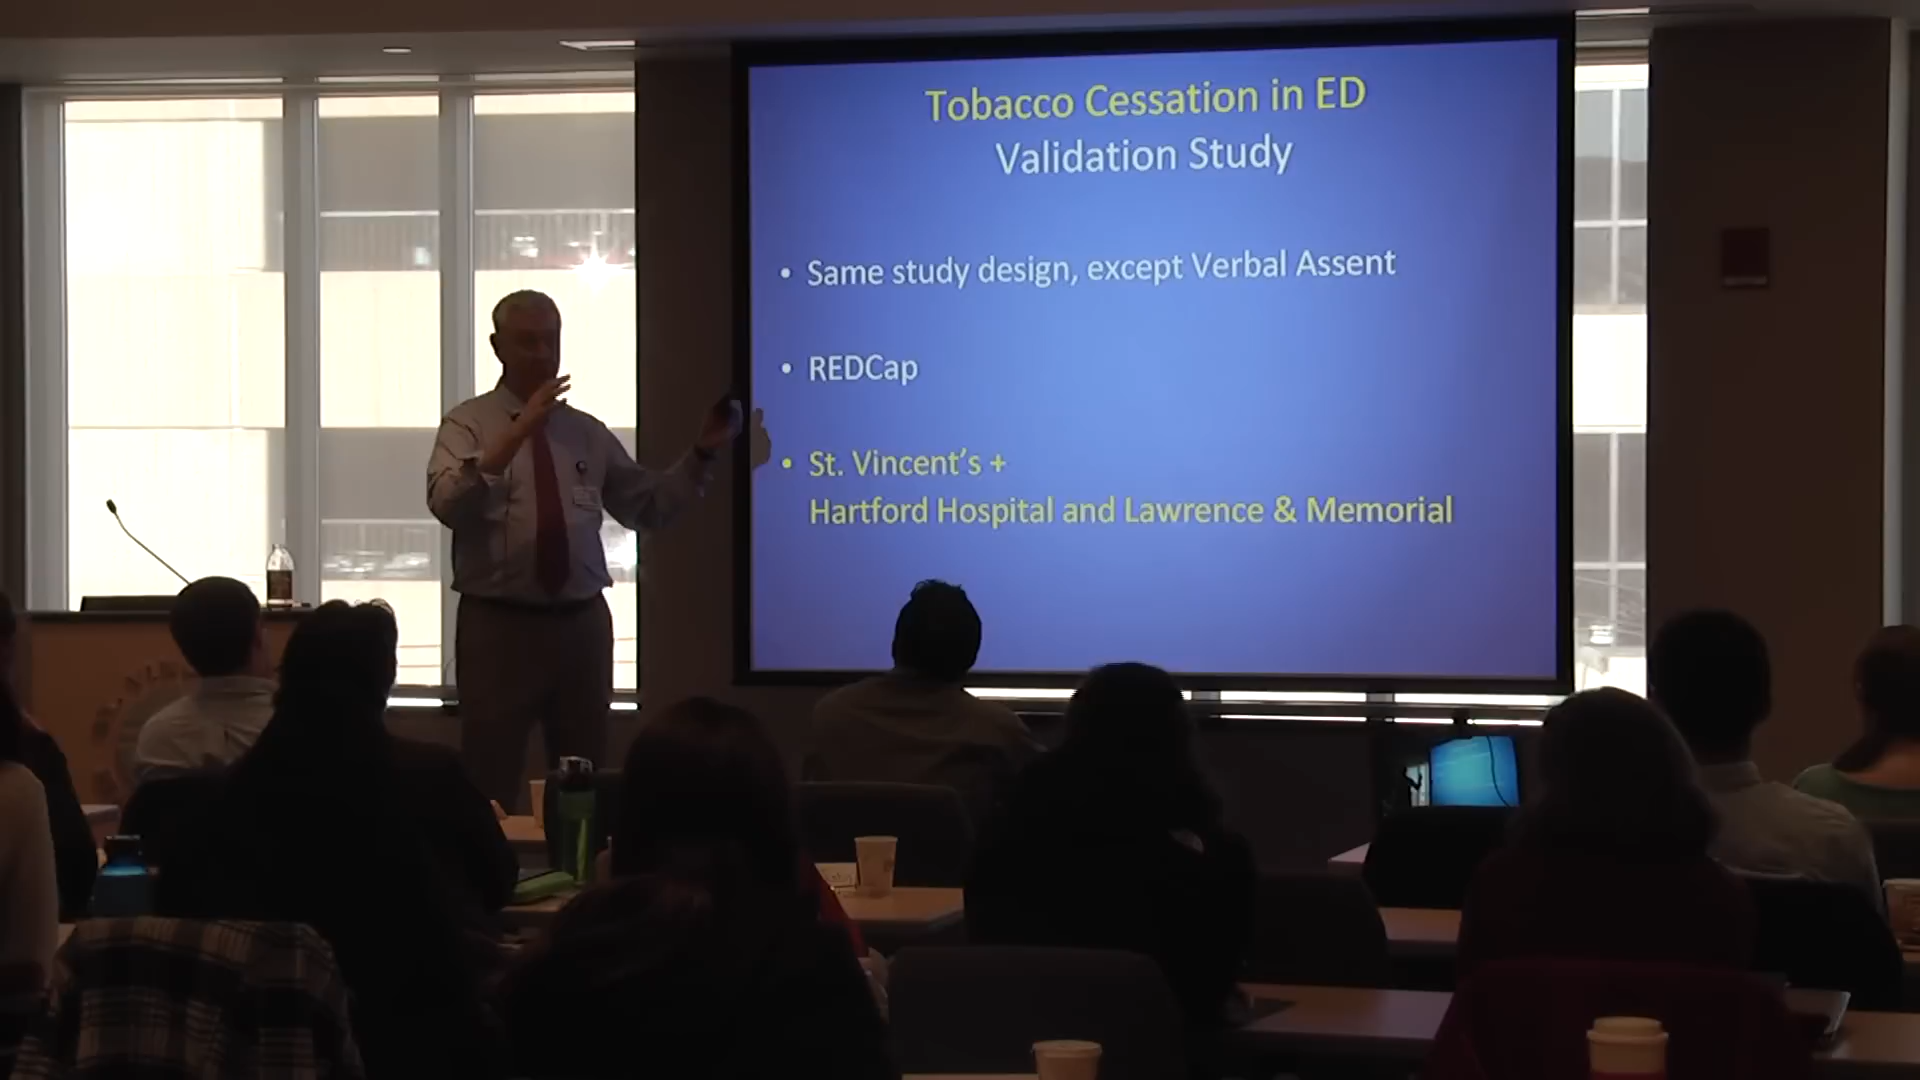 Tobacco Cessation in ED
Validation Study
• Same study design, except Verbal Assent
• REDCap
• St. Vincent's +
Hartford Hospital and Lawrence & Memorial